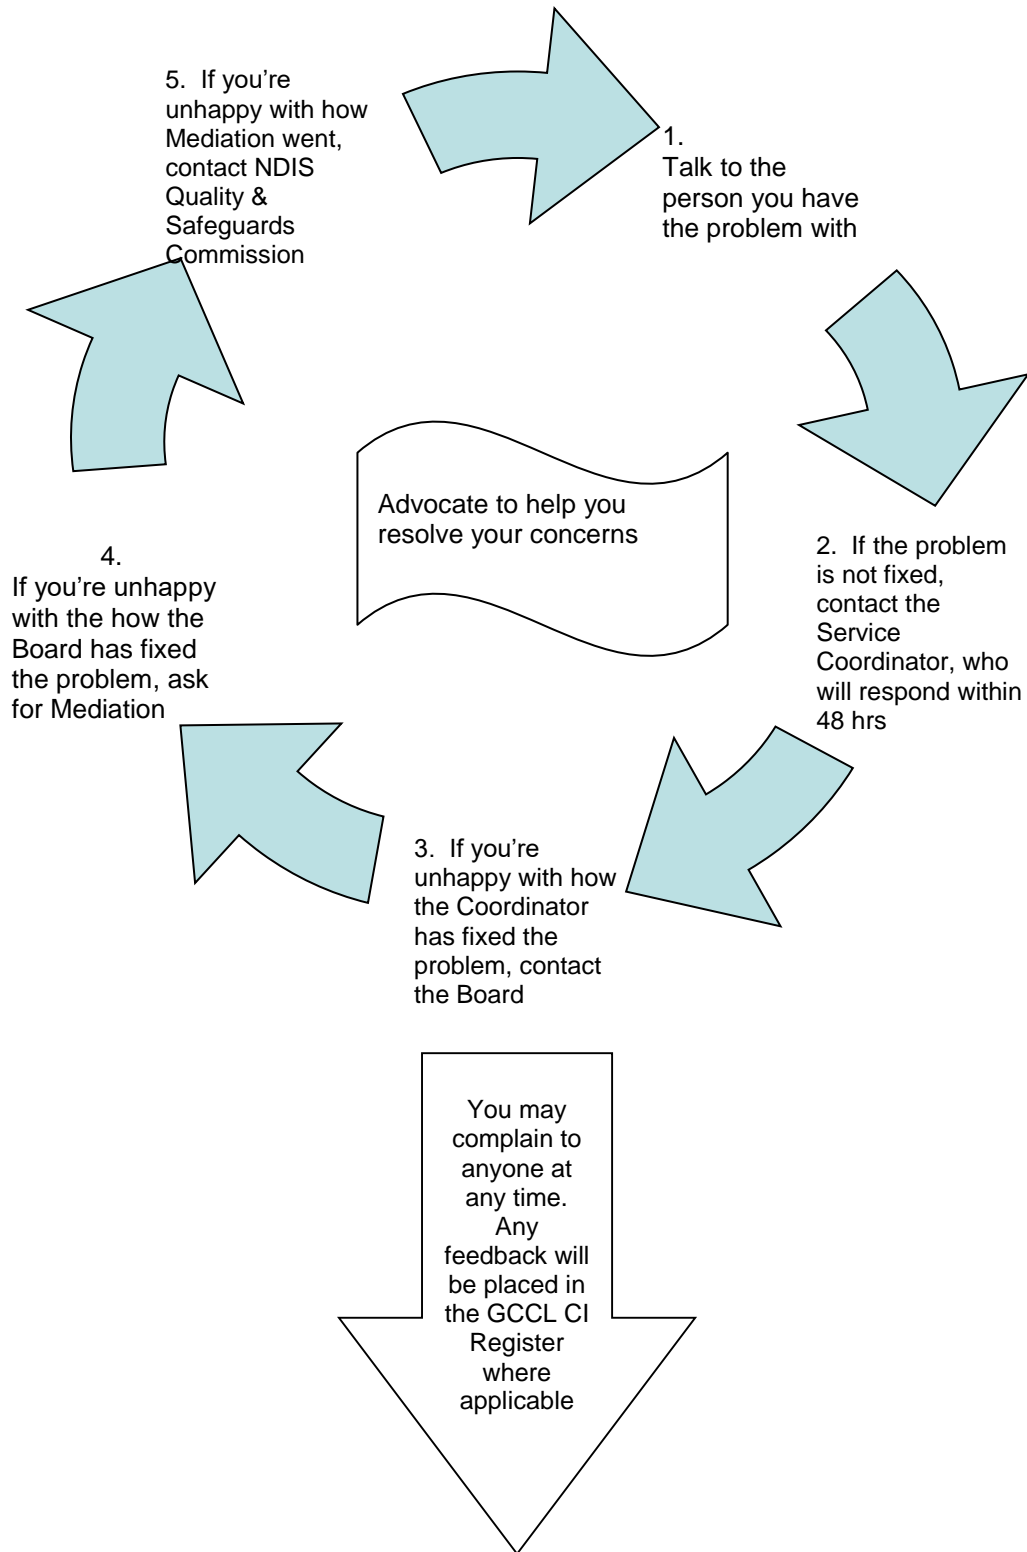 1.
Talk to the
person you have
the problem with
2.  If the problem
is not fixed,
contact the
Service
Coordinator, who
will respond within
48 hrs
3.  If you’re
unhappy with how
the Coordinator
has fixed the
problem, contact
the Board
4.
If you’re unhappy
with the how the
Board has fixed
the problem, ask
for Mediation
5.  If you’re
unhappy with how
Mediation went,
contact NDIS
Quality &
Safeguards
Commission
Advocate to help you
resolve your concerns
You may
complain to
anyone at
any time.
Any
feedback will
be placed in
the GCCL CI
Register
where
applicable